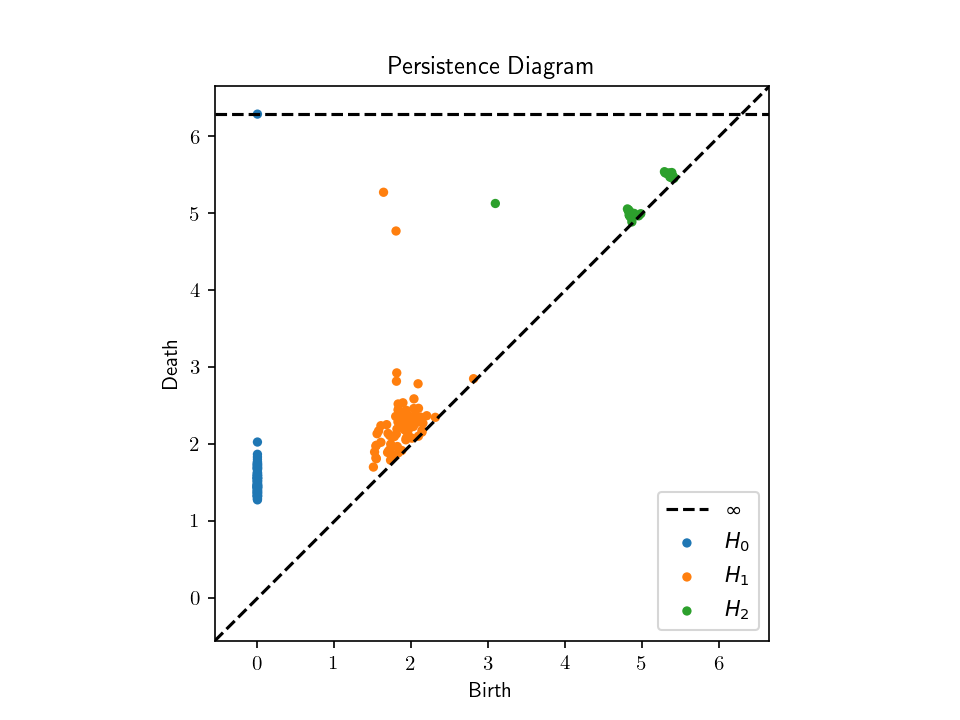 Persistence Diagram
Death
6
5
4
3
2
1
0
0 1 2 3 4 5 6
Birth
∞
H₀
H₁
H₂